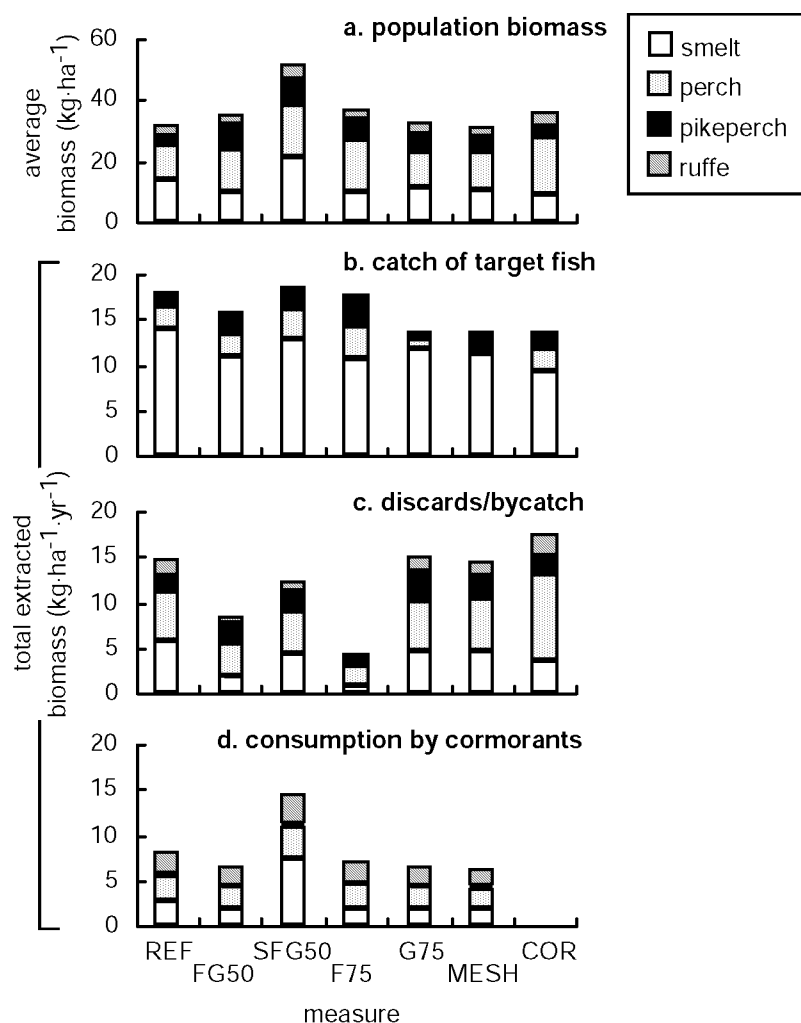 a. population biomass
60
40
20
0
average
biomass (kg·ha⁻¹)
smelt
perch
pikeperch
ruffe
b. catch of target fish
20
15
10
5
0
c. discards/bycatch
20
15
10
5
0
d. consumption by cormorants
20
15
10
5
0
total extracted
biomass (kg·ha⁻¹·yr⁻¹)
REF
FG50
SFG50
F75
G75
MESH
COR
measure